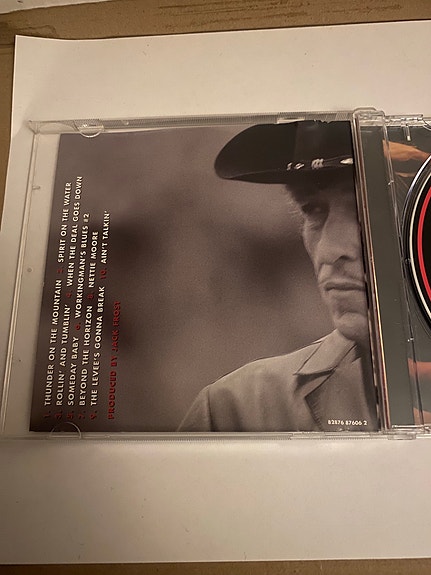 1. THUNDER ON THE MOUNTAIN 2. SPIRIT ON THE WATER
3. ROLLIN' AND TUMBLIN' 4. WHEN THE DEAL GOES DOWN
5. SOMEDAY BABY 6. WORKINGMAN'S BLUES #2
7. BEYOND THE HORIZON 8. NETTIE MOORE
9. THE LEVEE'S GONNA BREAK 10. AIN'T TALKIN'
PRODUCED BY JACK FROST
82876 87606 2